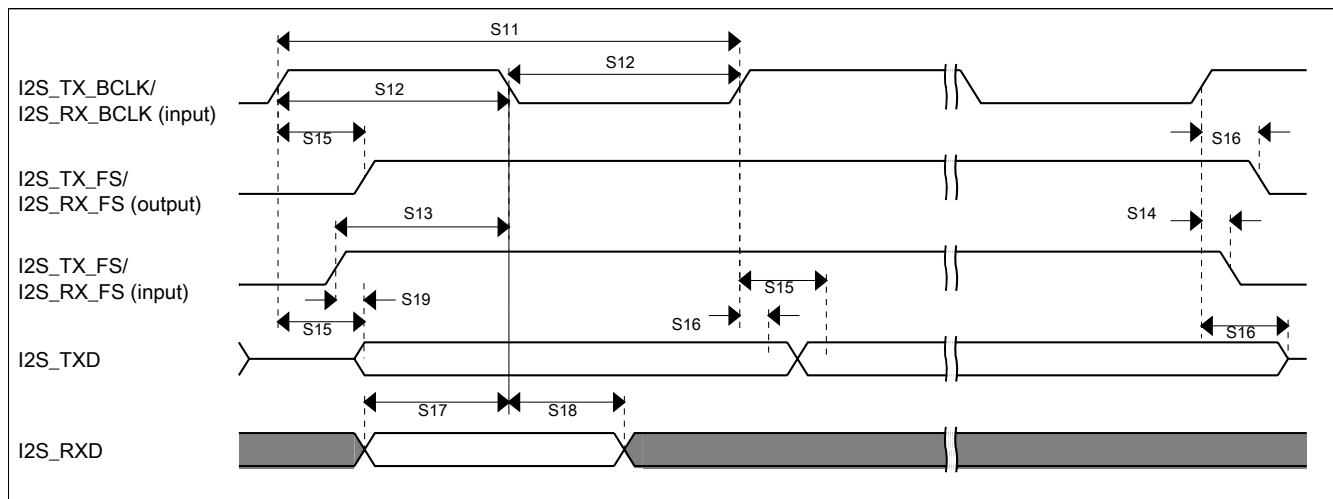 S11
I2S_TX_BCLK/
I2S_RX_BCLK (input)
S12
S12
S15
S16
I2S_TX_FS/
I2S_RX_FS (output)
S13
S14
I2S_TX_FS/
I2S_RX_FS (input)
S19
S15
S15
S16
S16
I2S_TXD
S17
S18
I2S_RXD